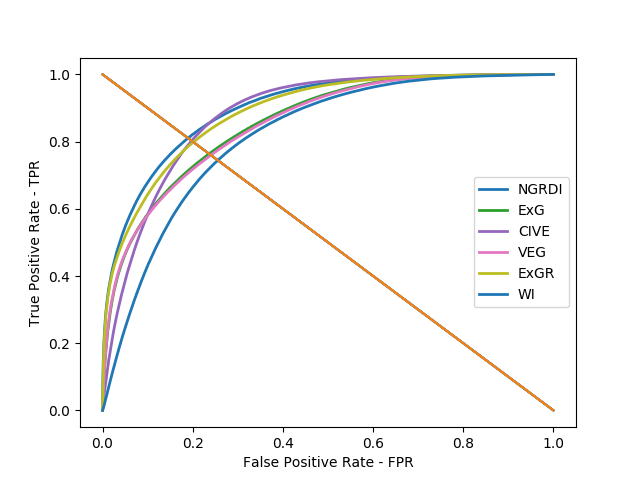 1.0
0.8
0.6
0.4
0.2
0.0
True Positive Rate - TPR
NGRDI
ExG
CIVE
VEG
ExGR
WI
0.0 0.2 0.4 0.6 0.8 1.0
False Positive Rate - FPR